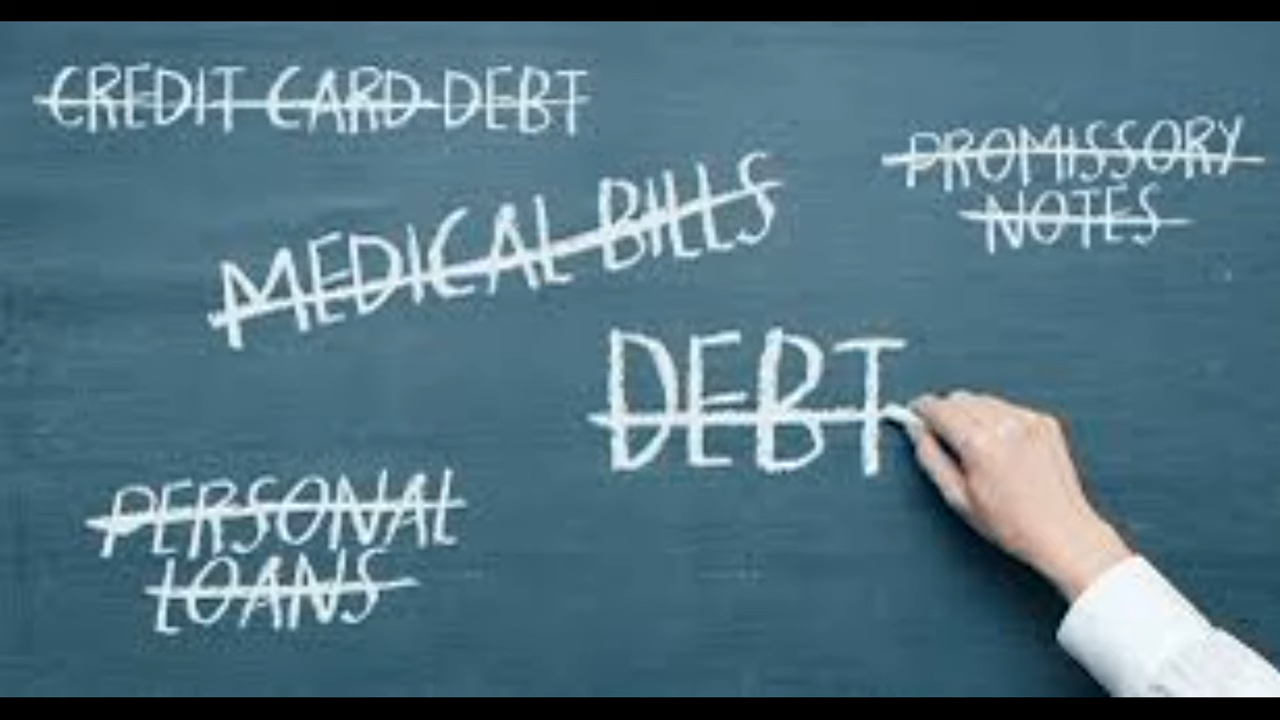 CREDIT CARD DEBT
PROMISSORY
NOTES
MEDICAL BILLS
DEBT
PERSONAL
LOANS